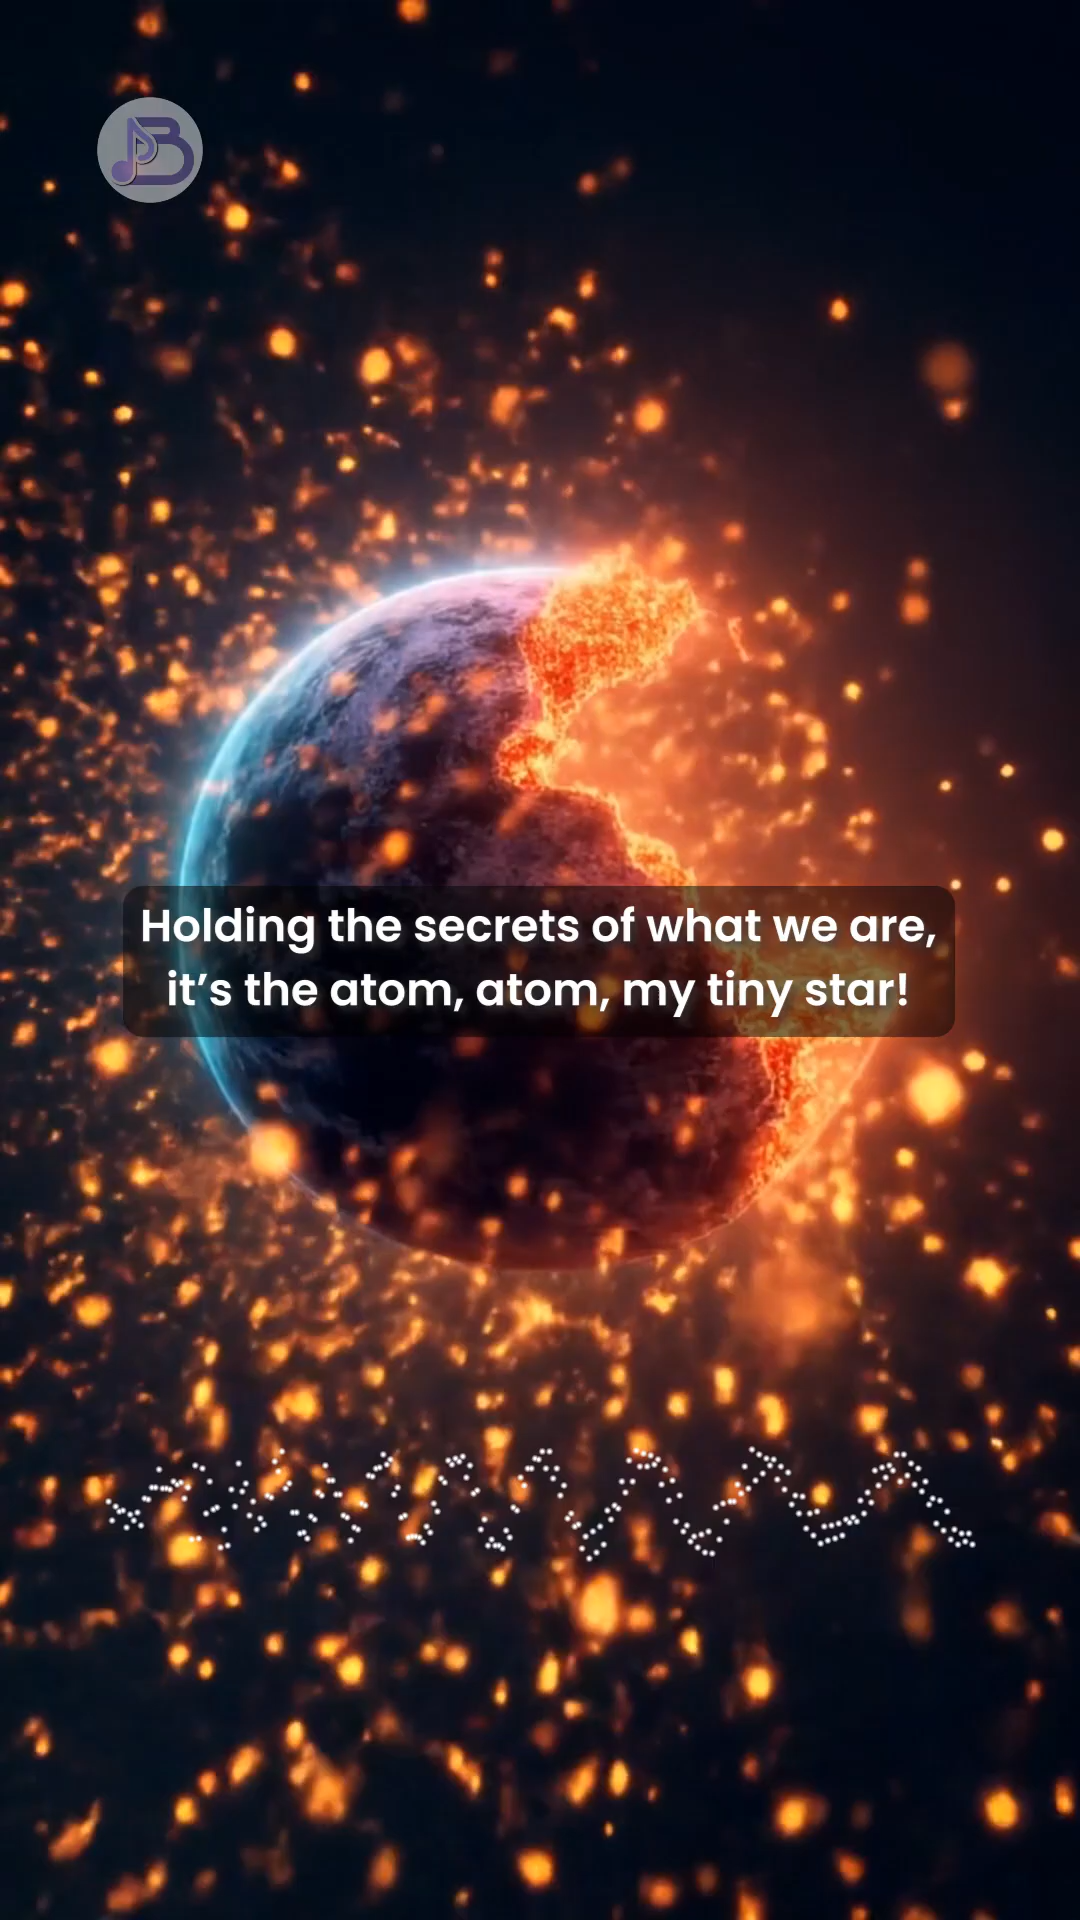 Holding the secrets of what we are,
it’s the atom, atom, my tiny star!